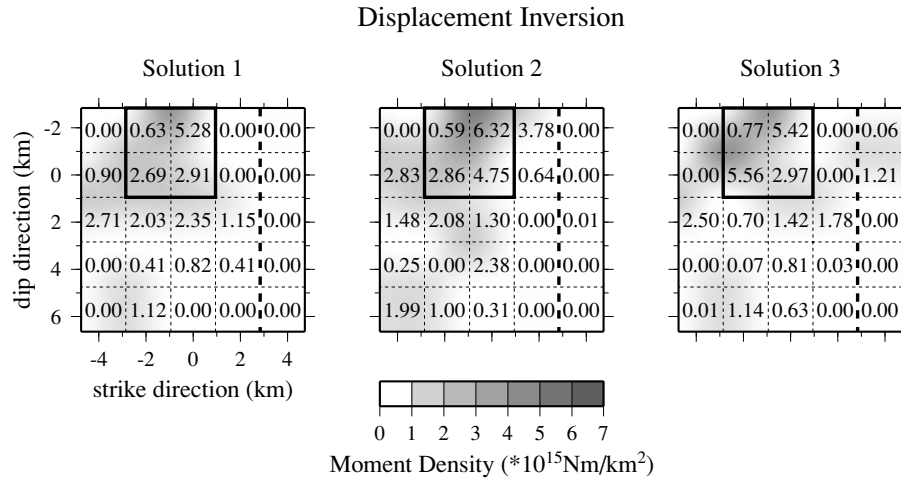 Displacement Inversion
Solution 1 Solution 2 Solution 3
-2 0.00 0.63 5.28 0.00 0.00 0.00 0.59 6.32 3.78 0.00 0.00 0.77 5.42 0.00 0.06
0 0.90 2.69 2.91 0.00 0.00 2.83 2.86 4.75 0.64 0.00 0.00 5.56 2.97 0.00 1.21
2 2.71 2.03 2.35 1.15 0.00 1.48 2.08 1.30 0.00 0.01 2.50 0.70 1.42 1.78 0.00
4 0.00 0.41 0.82 0.41 0.00 0.25 0.00 2.38 0.00 0.00 0.00 0.07 0.81 0.03 0.00
6 0.00 1.12 0.00 0.00 0.00 1.99 1.00 0.31 0.00 0.00 0.01 1.14 0.63 0.00 0.00
dip direction (km)
-4 -2 0 2 4
strike direction (km)
0 1 2 3 4 5 6 7
Moment Density (*10¹⁵Nm/km²)